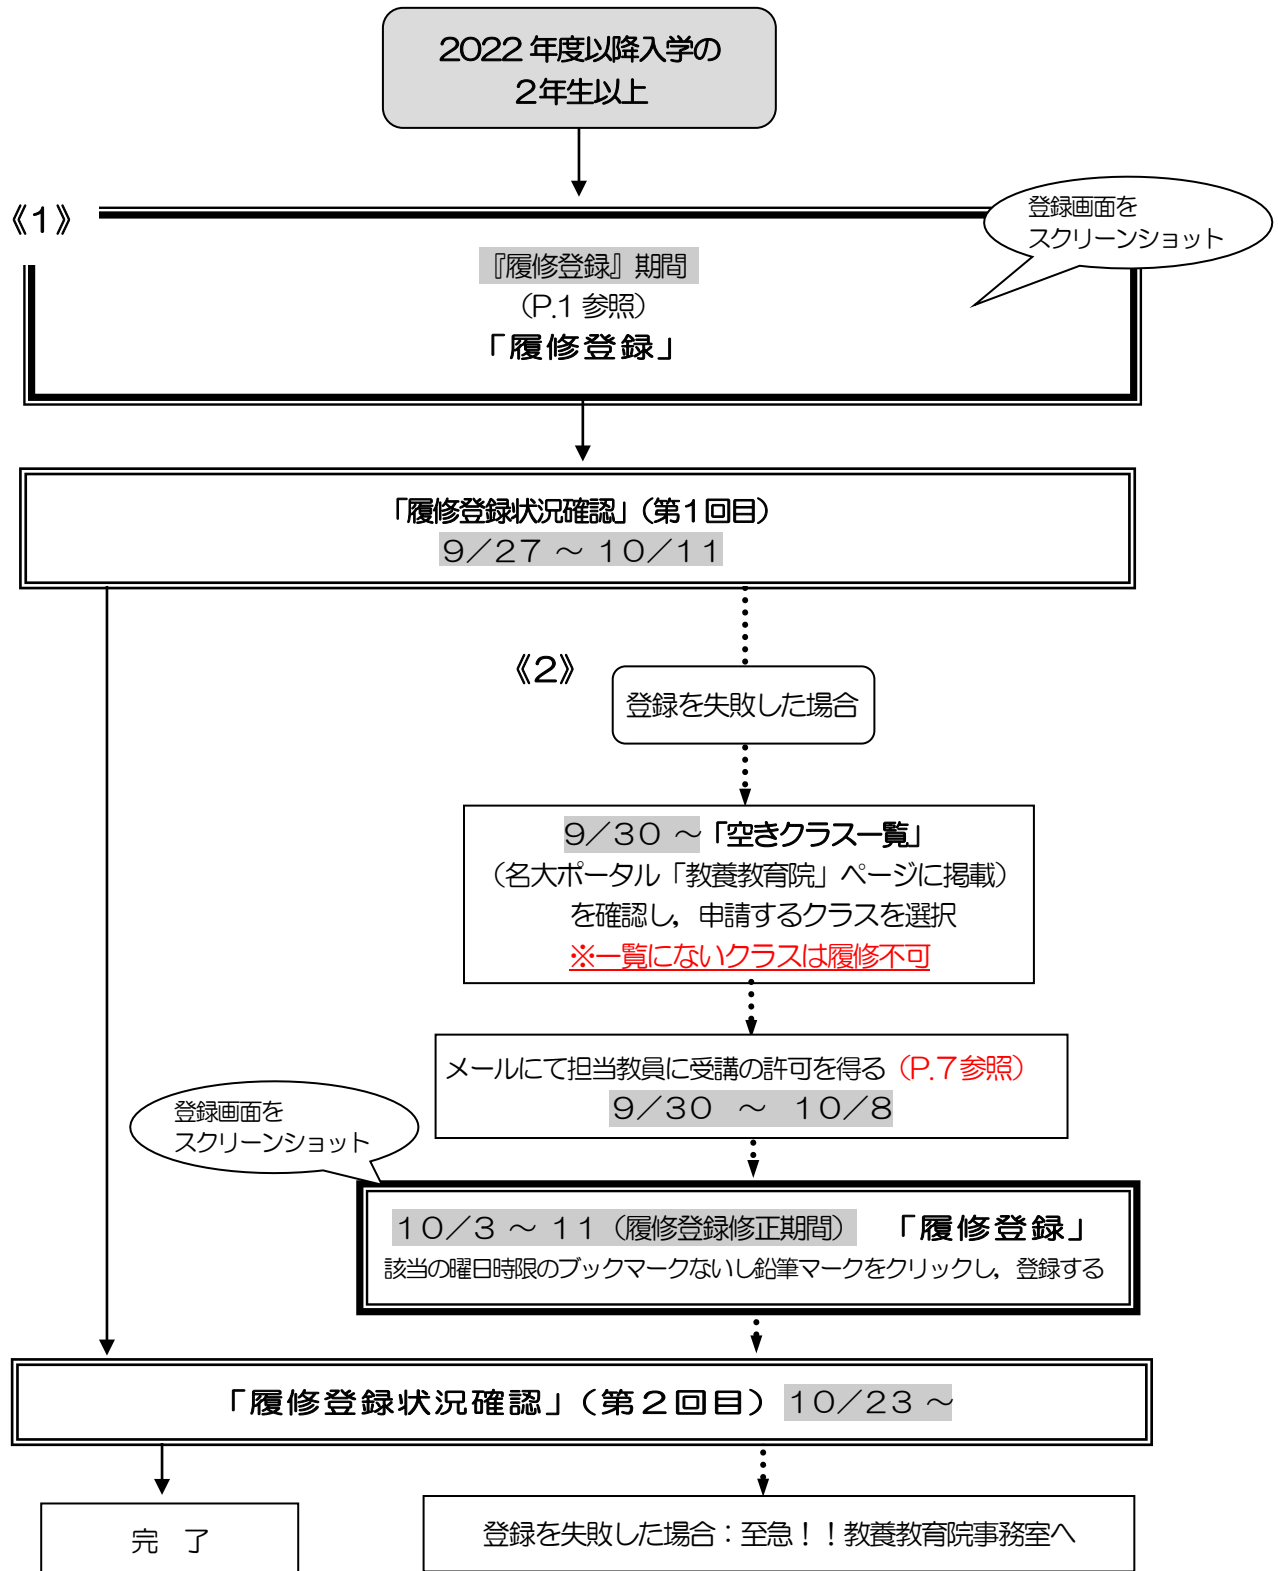 ２０２２年度以降入学の
２年生以上
《１》
登録画面を
スクリーンショット
『履修登録』期間
（P.1 参照）
「履修登録」
「履修登録状況確認」（第１回目）
９／２７ ～ １０／１１
《２》
登録を失敗した場合
９／３０ ～「空きクラス一覧」
（名大ポータル「教養教育院」ページに掲載）
を確認し，申請するクラスを選択
※一覧にないクラスは履修不可
メールにて担当教員に受講の許可を得る（P.７参照）
９／３０ ～ １０／８
登録画面を
スクリーンショット
１０／３ ～ １１（履修登録修正期間） 「履修登録」
該当の曜日時限のブックマークないし鉛筆マークをクリックし，登録する
「履修登録状況確認」（第２回目） １０／２３ ～
完 了
登録を失敗した場合：至急！！教養教育院事務室へ